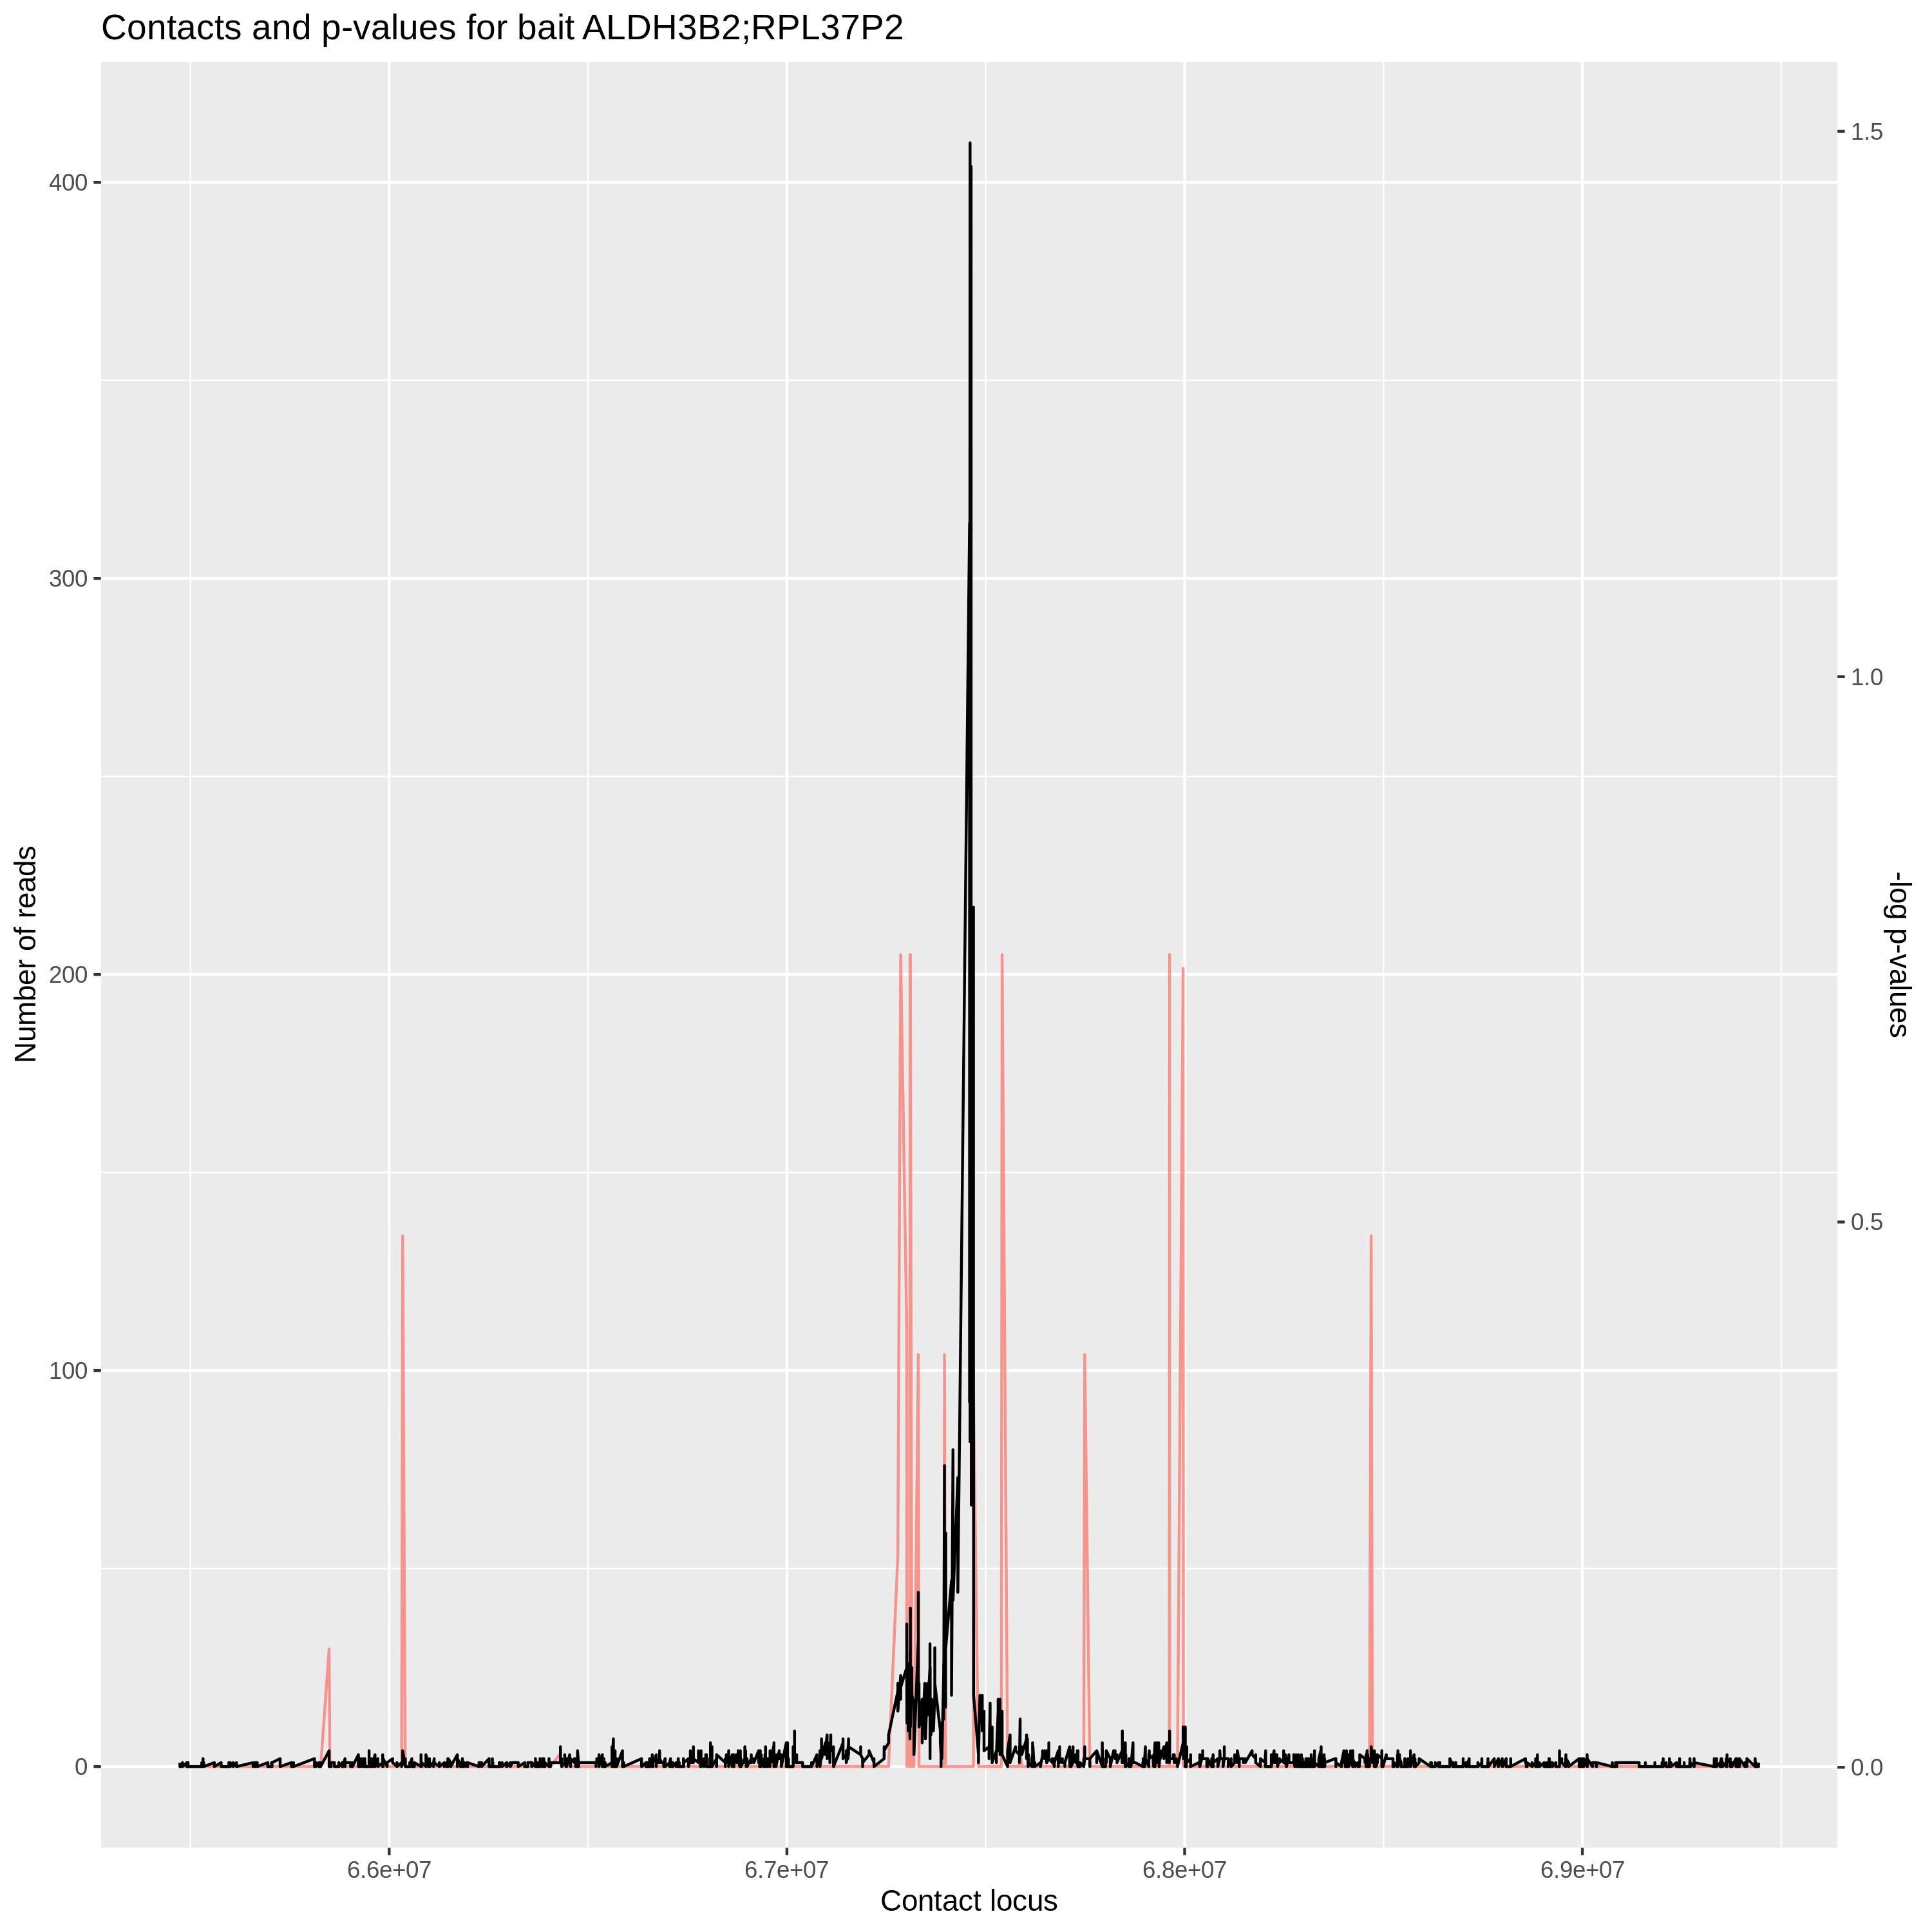 Contacts and p-values for bait ALDH3B2;RPL37P2
400
300
200
100
0
Number of reads
1.5
1.0
0.5
0.0
-log p-values
6.6e+07
6.7e+07
6.8e+07
6.9e+07
Contact locus